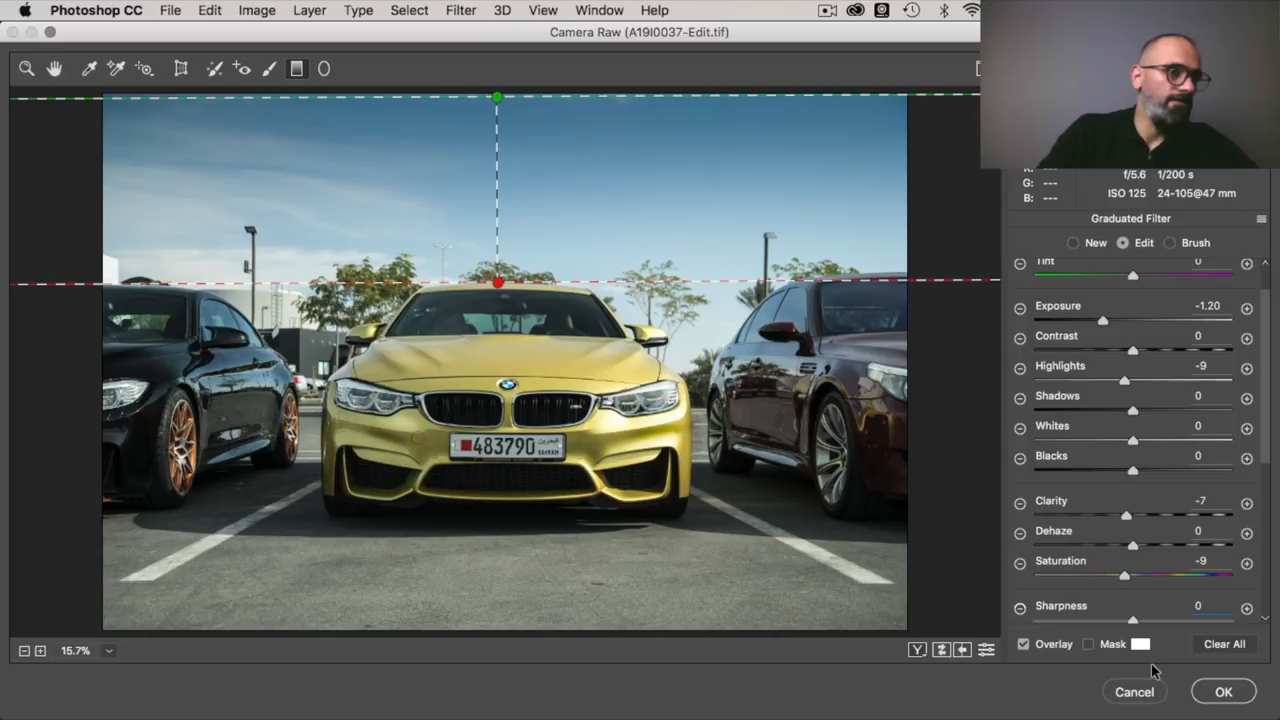 Photoshop CC File Edit Image Layer Type Select Filter 3D View Window Help
Camera Raw (A19I0037-Edit.tif)
f/5.6 1/200 s
G: ---
B: ---
ISO 125 24-105@47 mm
Graduated Filter
New Edit Brush
Tint 0
Exposure -1.20
Contrast 0
Highlights -9
Shadows 0
Whites 0
Blacks 0
Clarity -7
Dehaze 0
Saturation -9
Sharpness 0
483790
البحرين
BAHRAIN
15.7%
Y
Overlay Mask Clear All
Cancel OK